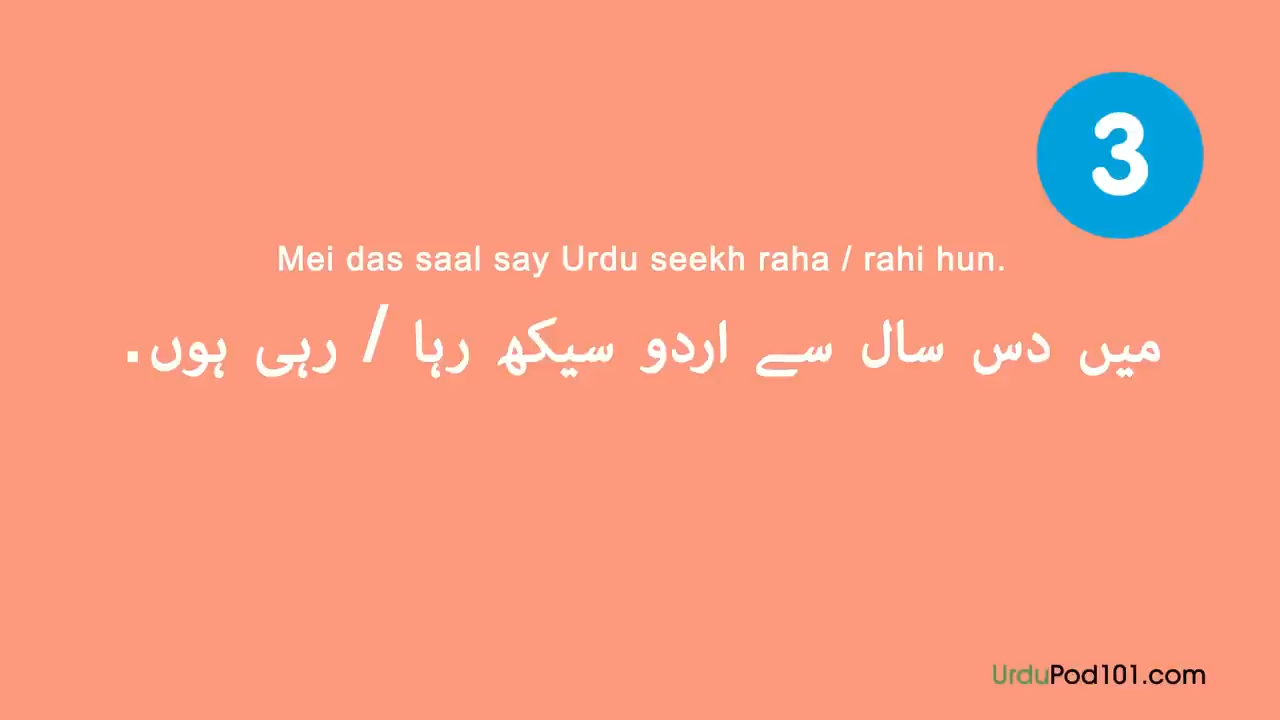 3
Mei das saal say Urdu seekh raha / rahi hun.
میں دس سال سے اردو سیکھ رہا / رہی ہوں.
UrduPod101.com